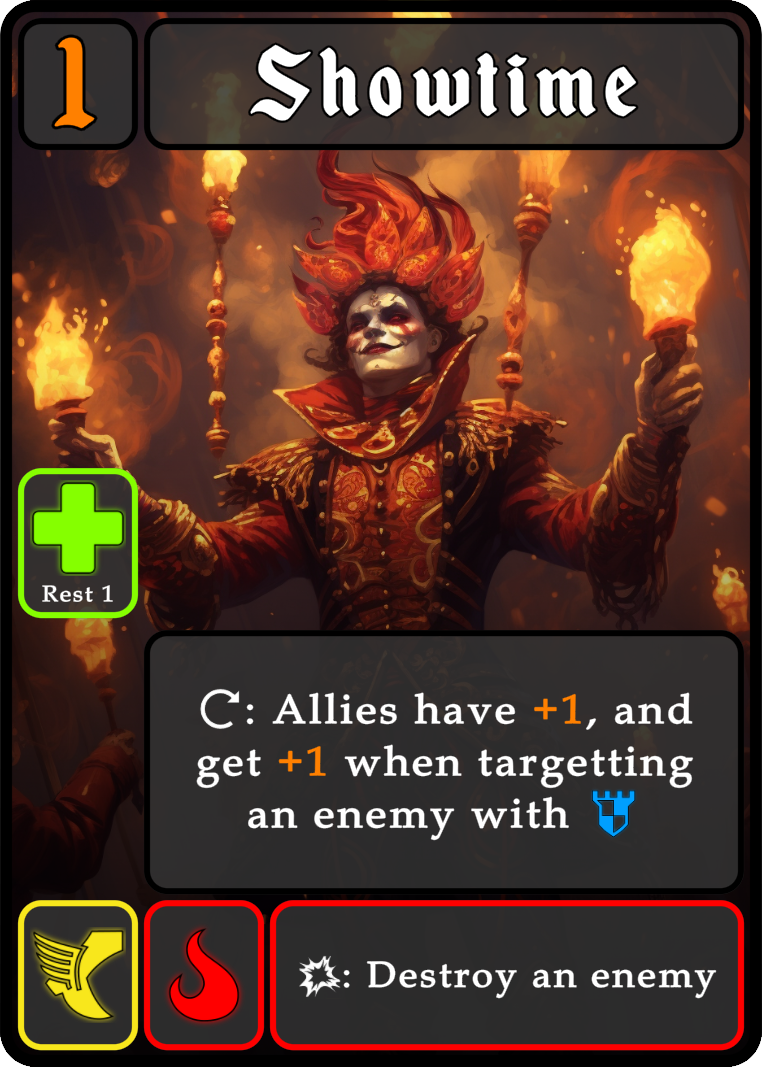 1
Showtime
Rest 1
: Allies have +1, and
get +1 when targetting
an enemy with
: Destroy an enemy